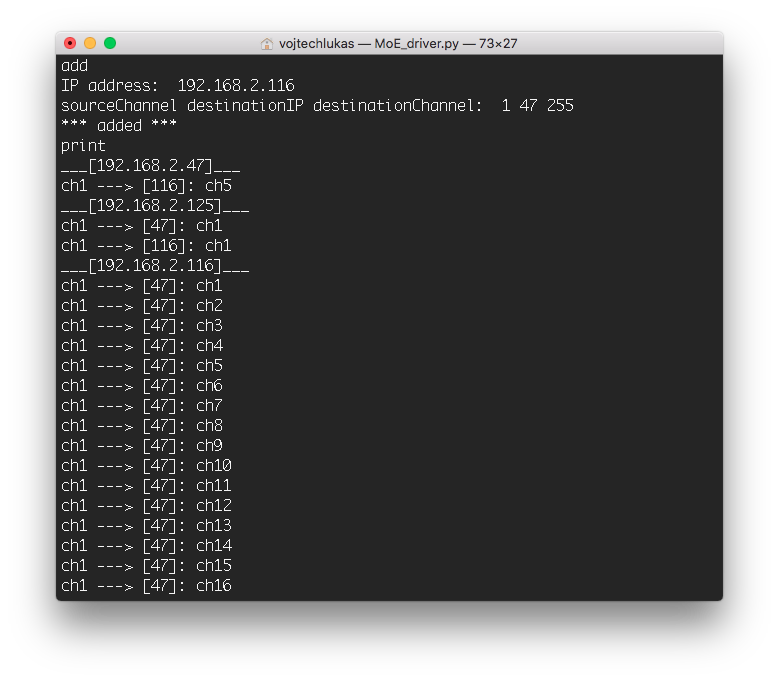 vojtechlukas — MoE_driver.py — 73×27
add
IP address:  192.168.2.116
sourceChannel destinationIP destinationChannel:  1 47 255
*** added ***
print
___[192.168.2.47]___
ch1 ---> [116]: ch5
___[192.168.2.125]___
ch1 ---> [47]: ch1
ch1 ---> [116]: ch1
___[192.168.2.116]___
ch1 ---> [47]: ch1
ch1 ---> [47]: ch2
ch1 ---> [47]: ch3
ch1 ---> [47]: ch4
ch1 ---> [47]: ch5
ch1 ---> [47]: ch6
ch1 ---> [47]: ch7
ch1 ---> [47]: ch8
ch1 ---> [47]: ch9
ch1 ---> [47]: ch10
ch1 ---> [47]: ch11
ch1 ---> [47]: ch12
ch1 ---> [47]: ch13
ch1 ---> [47]: ch14
ch1 ---> [47]: ch15
ch1 ---> [47]: ch16